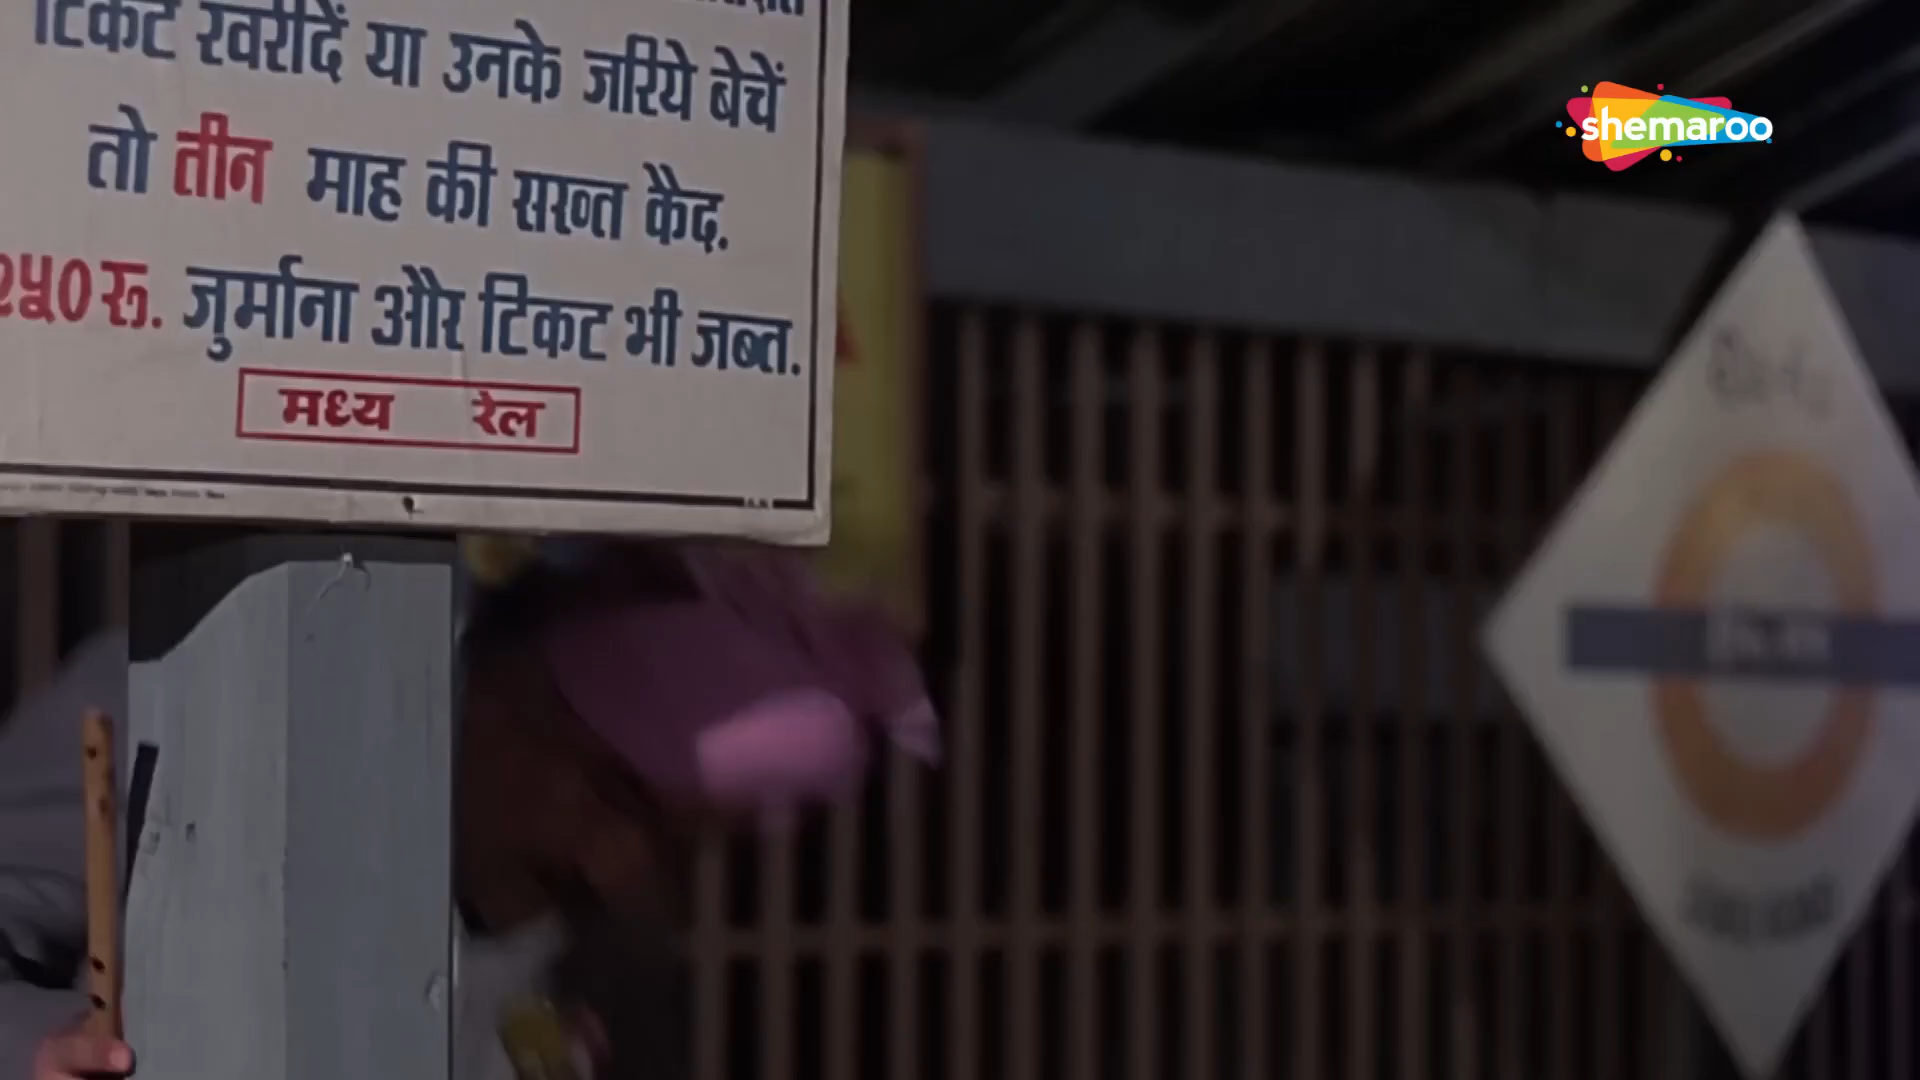 टिकट खरीदें या उनके जरिये बेचें
तो तीन माह की सख्त कैद.
२५० रु. जुर्माना और टिकट भी जब्त.
मध्य रेल
shemaroo